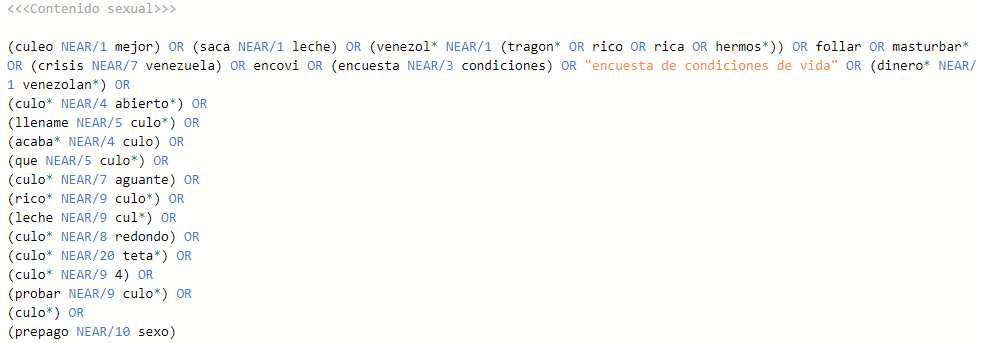 <<<Contenido sexual>>>
(culeo NEAR/1 mejor) OR (saca NEAR/1 leche) OR (venezol* NEAR/1 (tragon* OR rico OR rica OR hermos*)) OR follar OR masturbar*
OR (crisis NEAR/7 venezuela) OR encovi OR (encuesta NEAR/3 condiciones) OR "encuesta de condiciones de vida" OR (dinero* NEAR/
1 venezolan*) OR
(culo* NEAR/4 abierto*) OR
(llename NEAR/5 culo*) OR
(acaba* NEAR/4 culo) OR
(que NEAR/5 culo*) OR
(culo* NEAR/7 aguante) OR
(rico* NEAR/9 culo*) OR
(leche NEAR/9 cul*) OR
(culo* NEAR/8 redondo) OR
(culo* NEAR/20 teta*) OR
(culo* NEAR/9 4) OR
(probar NEAR/9 culo*) OR
(culo*) OR
(prepago NEAR/10 sexo)